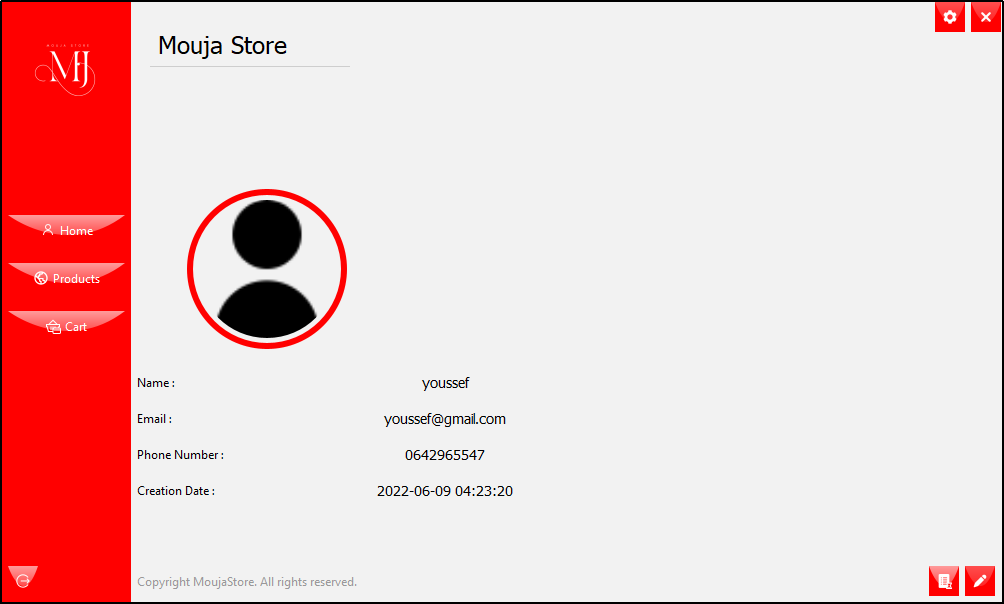 Mouja Store
MOUJA STORE
MJ
Home
Products
Cart
Name :
youssef
Email :
youssef@gmail.com
Phone Number :
0642965547
Creation Date :
2022-06-09 04:23:20
Copyright MoujaStore. All rights reserved.